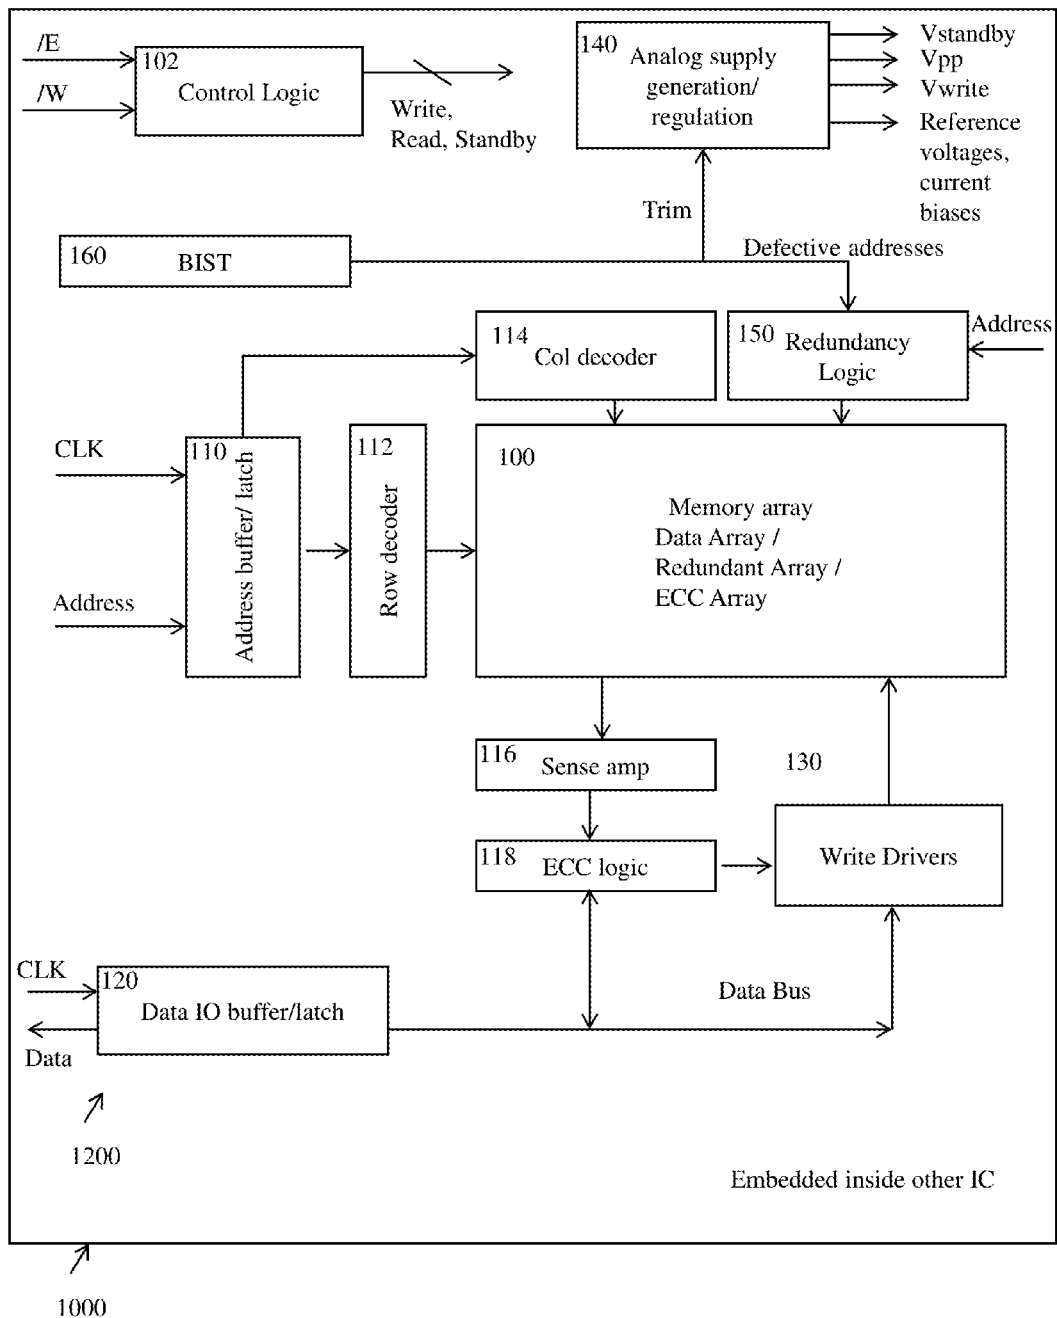 /E
/W
102
Control Logic
Write,
Read, Standby
140
Analog supply
generation/
regulation
Vstandby
Vpp
Vwrite
Reference
voltages,
current
biases
Trim
160
BIST
Defective addresses
114
Col decoder
150
Redundancy
Logic
Address
CLK
Address
110
Address buffer/ latch
112
Row decoder
100
Memory array
Data Array /
Redundant Array /
ECC Array
116
Sense amp
130
118
ECC logic
Write Drivers
CLK
120
Data IO buffer/latch
Data
Data Bus
1200
Embedded inside other IC
1000